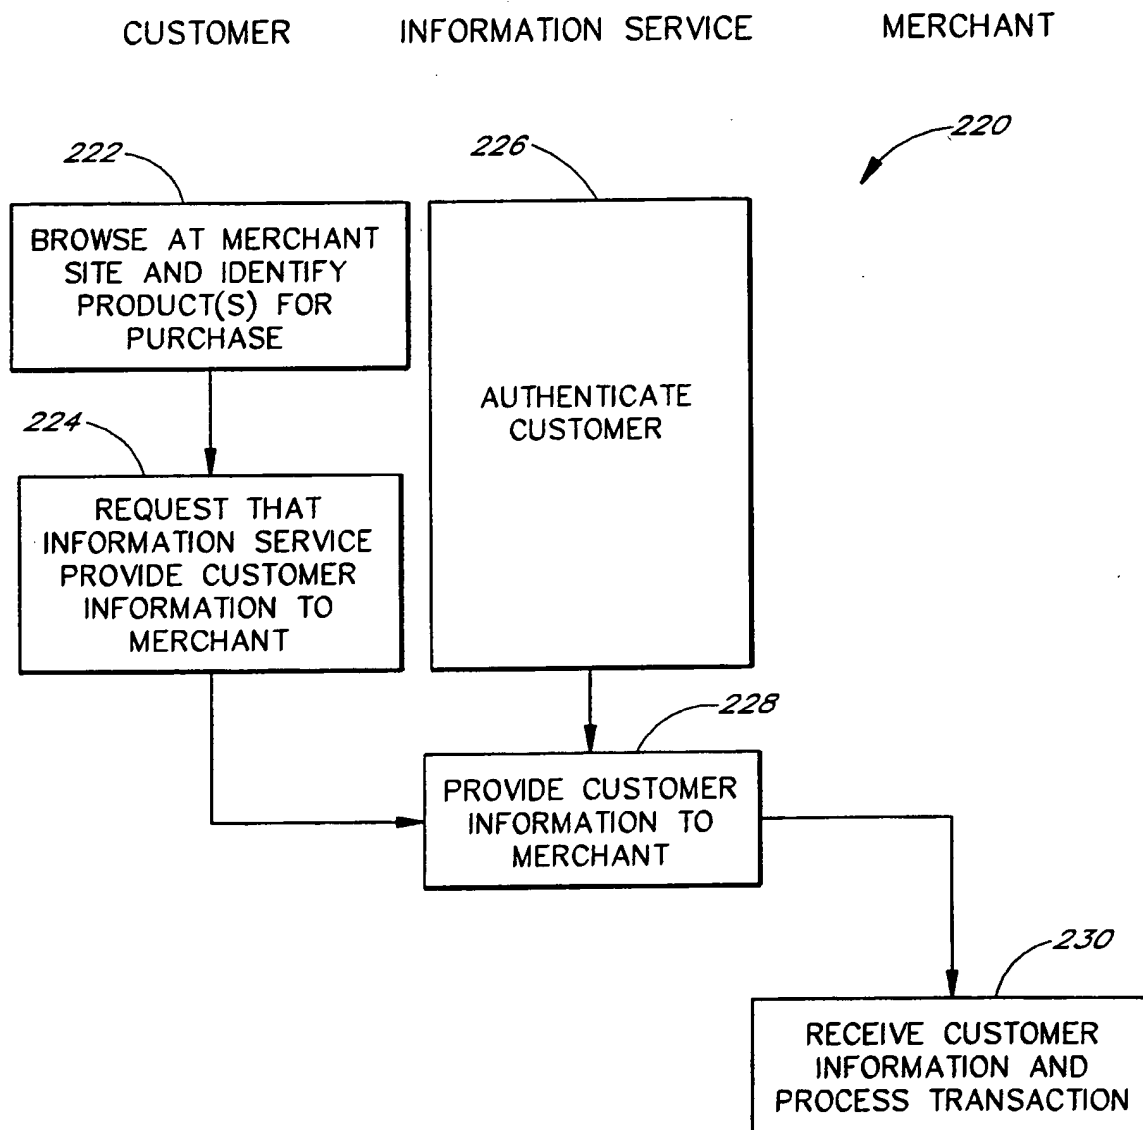 CUSTOMER INFORMATION SERVICE MERCHANT
220
222
226
BROWSE AT MERCHANT
SITE AND IDENTIFY
PRODUCT(S) FOR
PURCHASE
AUTHENTICATE
CUSTOMER
224
REQUEST THAT
INFORMATION SERVICE
PROVIDE CUSTOMER
INFORMATION TO
MERCHANT
228
PROVIDE CUSTOMER
INFORMATION TO
MERCHANT
230
RECEIVE CUSTOMER
INFORMATION AND
PROCESS TRANSACTION